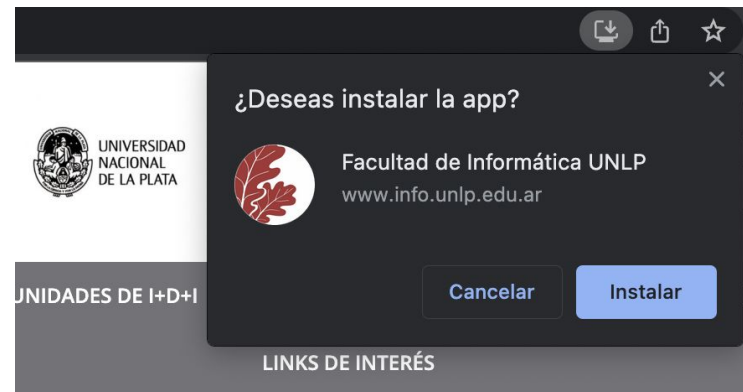 ¿Deseas instalar la app?
UNIVERSIDAD
NACIONAL
DE LA PLATA
Facultad de Informática UNLP
www.info.unlp.edu.ar
UNIDADES DE I+D+I
Cancelar
Instalar
LINKS DE INTERÉS